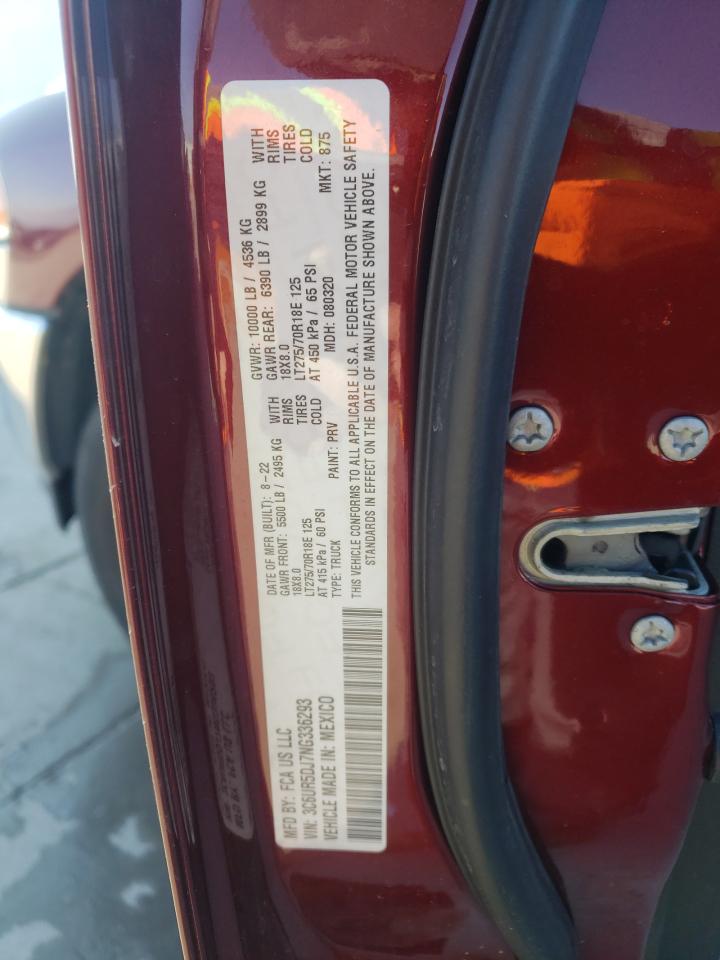 MFD BY: FCA US LLC
DATE OF MFR (BUILT): 8-22
GVWR: 10000 LB / 4536 KG
GAWR FRONT: 5500 LB / 2495 KG WITH
18X8.0 RIMS
LT275/70R18E 125 TIRES
AT 415 kPa / 60 PSI COLD
GAWR REAR: 6390 LB / 2899 KG WITH
18X8.0 RIMS
LT275/70R18E 125 TIRES
AT 450 kPa / 65 PSI COLD
VIN: 3C6UR5DJ7NG336293
TYPE: TRUCK
PAINT: PRV
MDH: 080320
MKT: 875
VEHICLE MADE IN: MEXICO
THIS VEHICLE CONFORMS TO ALL APPLICABLE U.S.A. FEDERAL MOTOR VEHICLE SAFETY
STANDARDS IN EFFECT ON THE DATE OF MANUFACTURE SHOWN ABOVE.